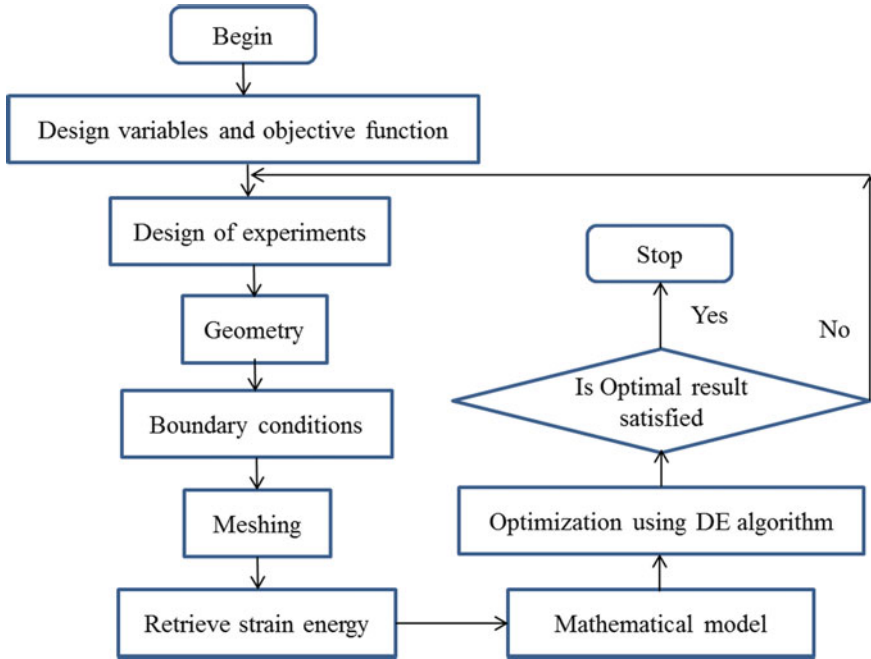 Begin
Design variables and objective function
Design of experiments
Geometry
Boundary conditions
Meshing
Retrieve strain energy
Mathematical model
Optimization using DE algorithm
Is Optimal result
satisfied
Yes
No
Stop